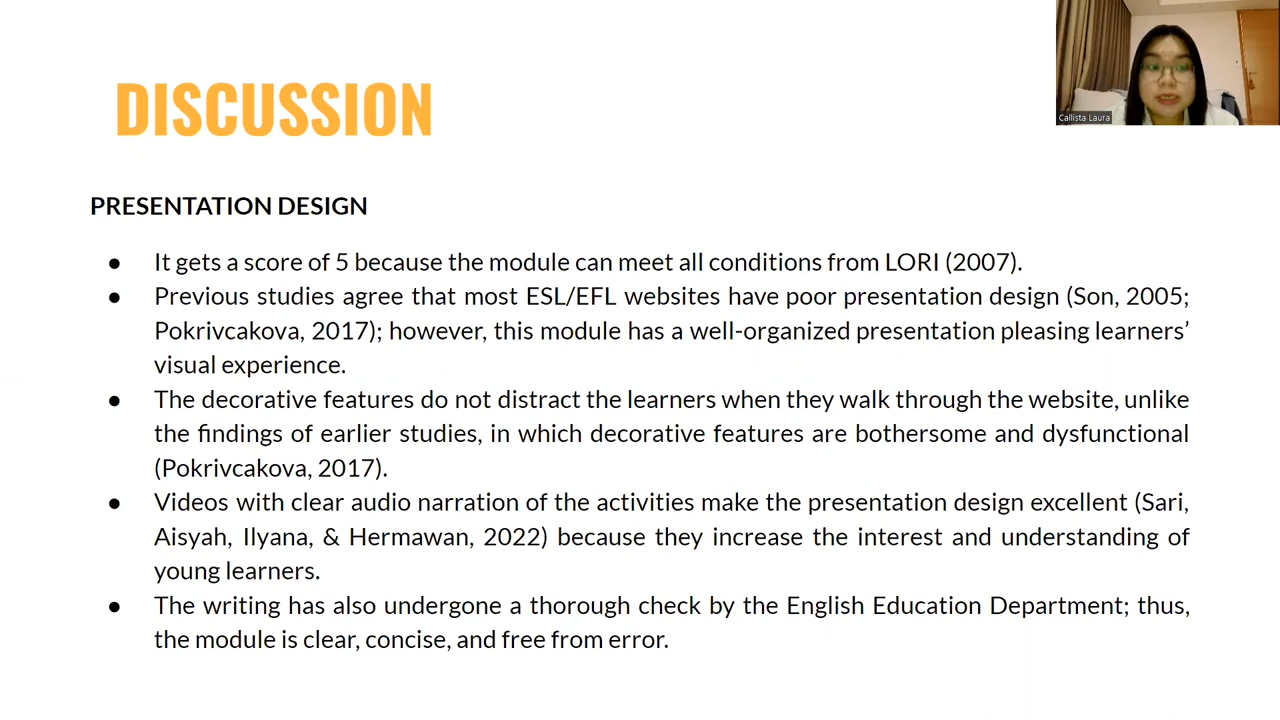 DISCUSSION
Callista Laura
PRESENTATION DESIGN
● It gets a score of 5 because the module can meet all conditions from LORI (2007).
● Previous studies agree that most ESL/EFL websites have poor presentation design (Son, 2005;
Pokrivcakova, 2017); however, this module has a well-organized presentation pleasing learners’
visual experience.
● The decorative features do not distract the learners when they walk through the website, unlike
the findings of earlier studies, in which decorative features are bothersome and dysfunctional
(Pokrivcakova, 2017).
● Videos with clear audio narration of the activities make the presentation design excellent (Sari,
Aisyah, Ilyana, & Hermawan, 2022) because they increase the interest and understanding of
young learners.
● The writing has also undergone a thorough check by the English Education Department; thus,
the module is clear, concise, and free from error.